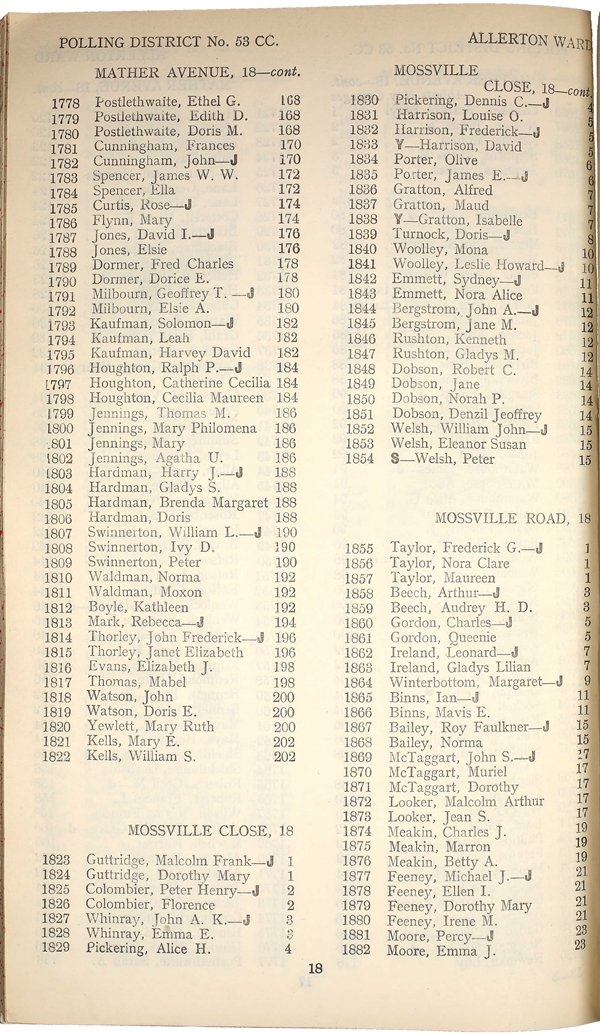 POLLING DISTRICT No. 53 CC.
ALLERTON WARD
MATHER AVENUE, 18—cont.
1778 Postlethwaite, Ethel G. 168
1779 Postlethwaite, Edith D. 168
1780 Postlethwaite, Doris M. 168
1781 Cunningham, Frances 170
1782 Cunningham, John—J 170
1783 Spencer, James W. W. 172
1784 Spencer, Ella 172
1785 Curtis, Rose—J 174
1786 Flynn, Mary 174
1787 Jones, David I.—J 176
1788 Jones, Elsie 176
1789 Dormer, Fred Charles 178
1790 Dormer, Dorice E. 178
1791 Milbourn, Geoffrey T. —J 180
1792 Milbourn, Elsie A. 180
1793 Kaufman, Solomon—J 182
1794 Kaufman, Leah 182
1795 Kaufman, Harvey David 182
1796 Houghton, Ralph P.—J 184
1797 Houghton, Catherine Cecilia 184
1798 Houghton, Cecilia Maureen 184
1799 Jennings, Thomas M. 186
1800 Jennings, Mary Philomena 186
1801 Jennings, Mary 186
1802 Jennings, Agatha U. 186
1803 Hardman, Harry J.—J 188
1804 Hardman, Gladys S. 188
1805 Hardman, Brenda Margaret 188
1806 Hardman, Doris 188
1807 Swinnerton, William L.—J 190
1808 Swinnerton, Ivy D. 190
1809 Swinnerton, Peter 190
1810 Waldman, Norma 192
1811 Waldman, Moxon 192
1812 Boyle, Kathleen 192
1813 Mark, Rebecca—J 194
1814 Thorley, John Frederick—J 196
1815 Thorley, Janet Elizabeth 196
1816 Evans, Elizabeth J. 198
1817 Thomas, Mabel 198
1818 Watson, John 200
1819 Watson, Doris E. 200
1820 Yewlett, Mary Ruth 200
1821 Kells, Mary E. 202
1822 Kells, William S. 202
MOSSVILLE CLOSE, 18
1823 Guttridge, Malcolm Frank—J 1
1824 Guttridge, Dorothy Mary 1
1825 Colombier, Peter Henry—J 2
1826 Colombier, Florence 2
1827 Whinray, John A. K.—J 3
1828 Whinray, Emma E. 3
1829 Pickering, Alice H. 4
MOSSVILLE
CLOSE, 18—cont.
1830 Pickering, Dennis C.—J 4
1831 Harrison, Louise O. 5
1832 Harrison, Frederick—J 5
1833 Y—Harrison, David 5
1834 Porter, Olive 6
1835 Porter, James E.—J 6
1836 Gratton, Alfred 7
1837 Gratton, Maud 7
1838 Y—Gratton, Isabelle 7
1839 Turnock, Doris—J 8
1840 Woolley, Mona 10
1841 Woolley, Leslie Howard—J 10
1842 Emmett, Sydney—J 11
1843 Emmett, Nora Alice 11
1844 Bergstrom, John A.—J 12
1845 Bergstrom, Jane M. 12
1846 Rushton, Kenneth 12
1847 Rushton, Gladys M. 12
1848 Dobson, Robert C. 14
1849 Dobson, Jane 14
1850 Dobson, Norah P. 14
1851 Dobson, Denzil Jeoffrey 14
1852 Welsh, William John—J 15
1853 Welsh, Eleanor Susan 15
1854 S—Welsh, Peter 15
MOSSVILLE ROAD, 18
1855 Taylor, Frederick G.—J 1
1856 Taylor, Nora Clare 1
1857 Taylor, Maureen 1
1858 Beech, Arthur—J 3
1859 Beech, Audrey H. D. 3
1860 Gordon, Charles—J 5
1861 Gordon, Queenie 5
1862 Ireland, Leonard—J 7
1863 Ireland, Gladys Lilian 7
1864 Winterbottom, Margaret—J 9
1865 Binns, Ian—J 11
1866 Binns, Mavis E. 11
1867 Bailey, Roy Faulkner—J 15
1868 Bailey, Norma 15
1869 McTaggart, John S.—J 17
1870 McTaggart, Muriel 17
1871 McTaggart, Dorothy 17
1872 Looker, Malcolm Arthur 17
1873 Looker, Jean S. 17
1874 Meakin, Charles J. 19
1875 Meakin, Marron 19
1876 Meakin, Betty A. 19
1877 Feeney, Michael J.—J 21
1878 Feeney, Ellen I. 21
1879 Feeney, Dorothy Mary 21
1880 Feeney, Irene M. 21
1881 Moore, Percy—J 23
1882 Moore, Emma J. 23
18